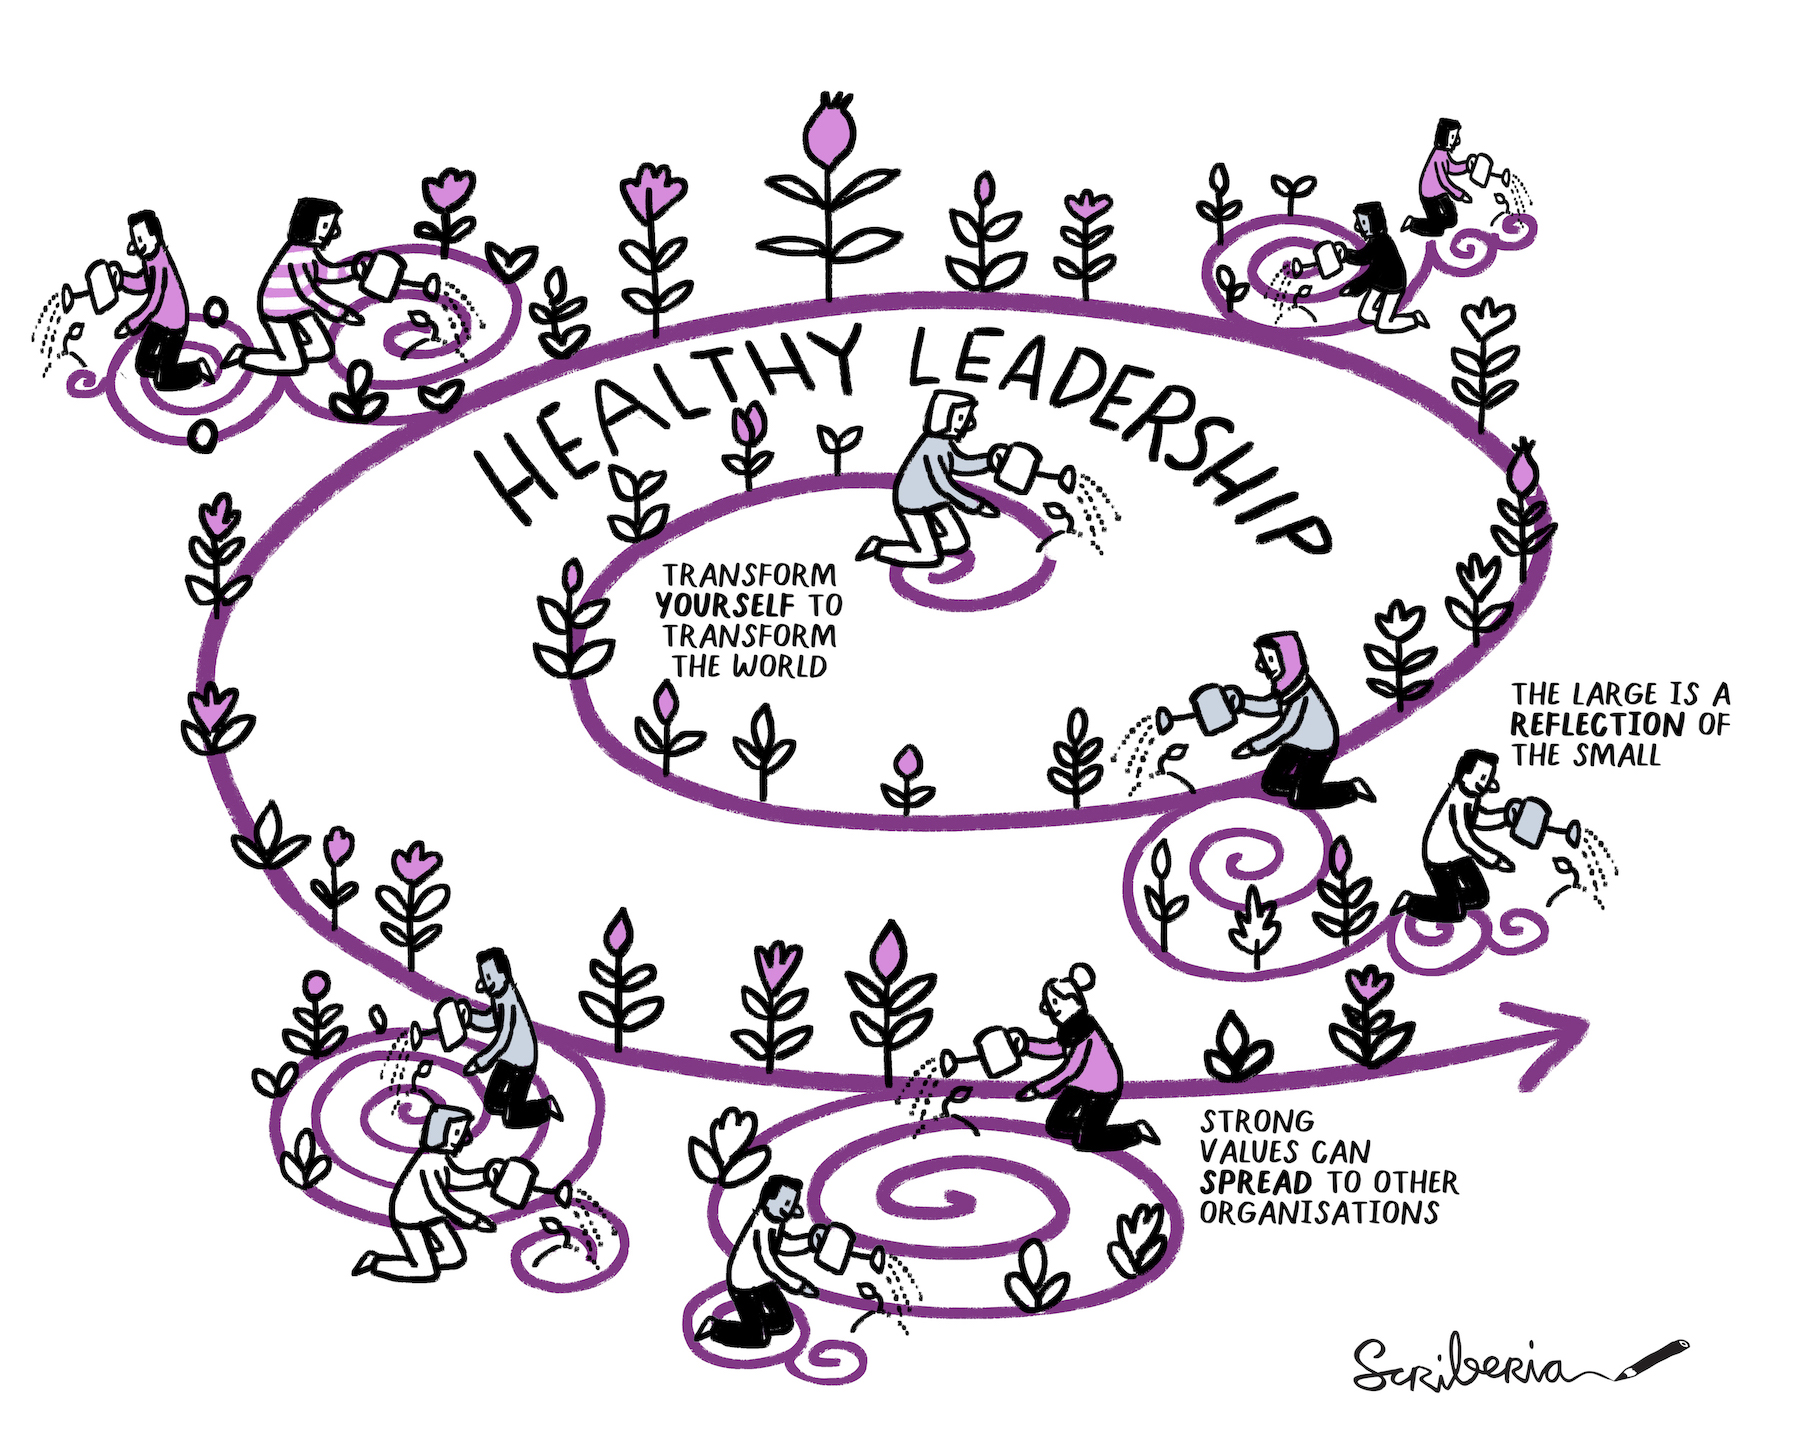 HEALTHY LEADERSHIP
TRANSFORM
YOURSELF TO
TRANSFORM
THE WORLD
THE LARGE IS A
REFLECTION OF
THE SMALL
STRONG
VALUES CAN
SPREAD TO OTHER
ORGANISATIONS
Scriberia